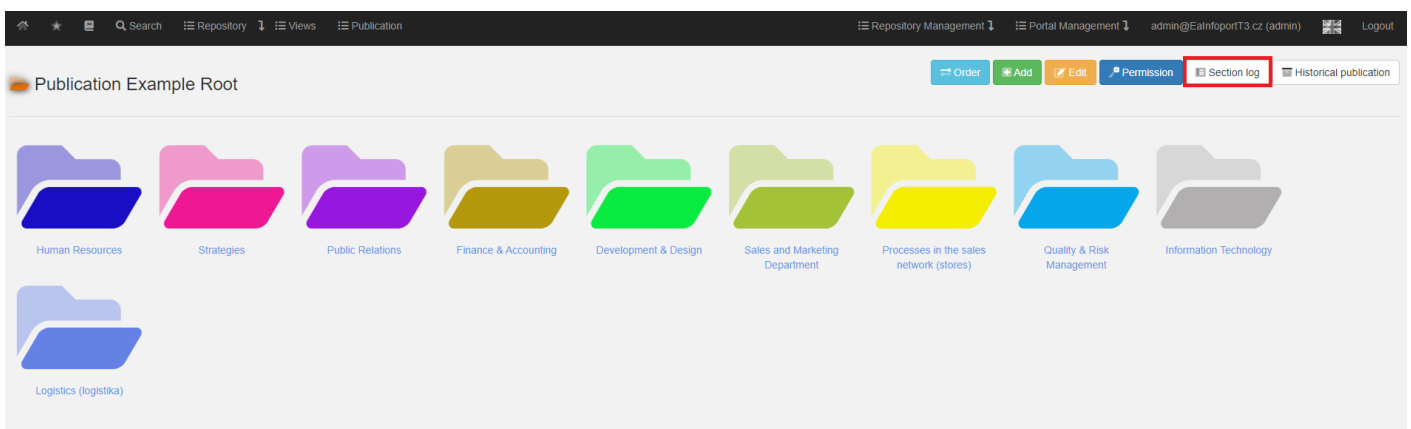 Search Repository Views Publication Repository Management Portal Management admin@EaInfoportT3.cz (admin) Logout
Publication Example Root
Order Add Edit Permission Section log Historical publication
Human Resources
Strategies
Public Relations
Finance & Accounting
Development & Design
Sales and Marketing
Department
Processes in the sales
network (stores)
Quality & Risk
Management
Information Technology
Logistics (logistika)